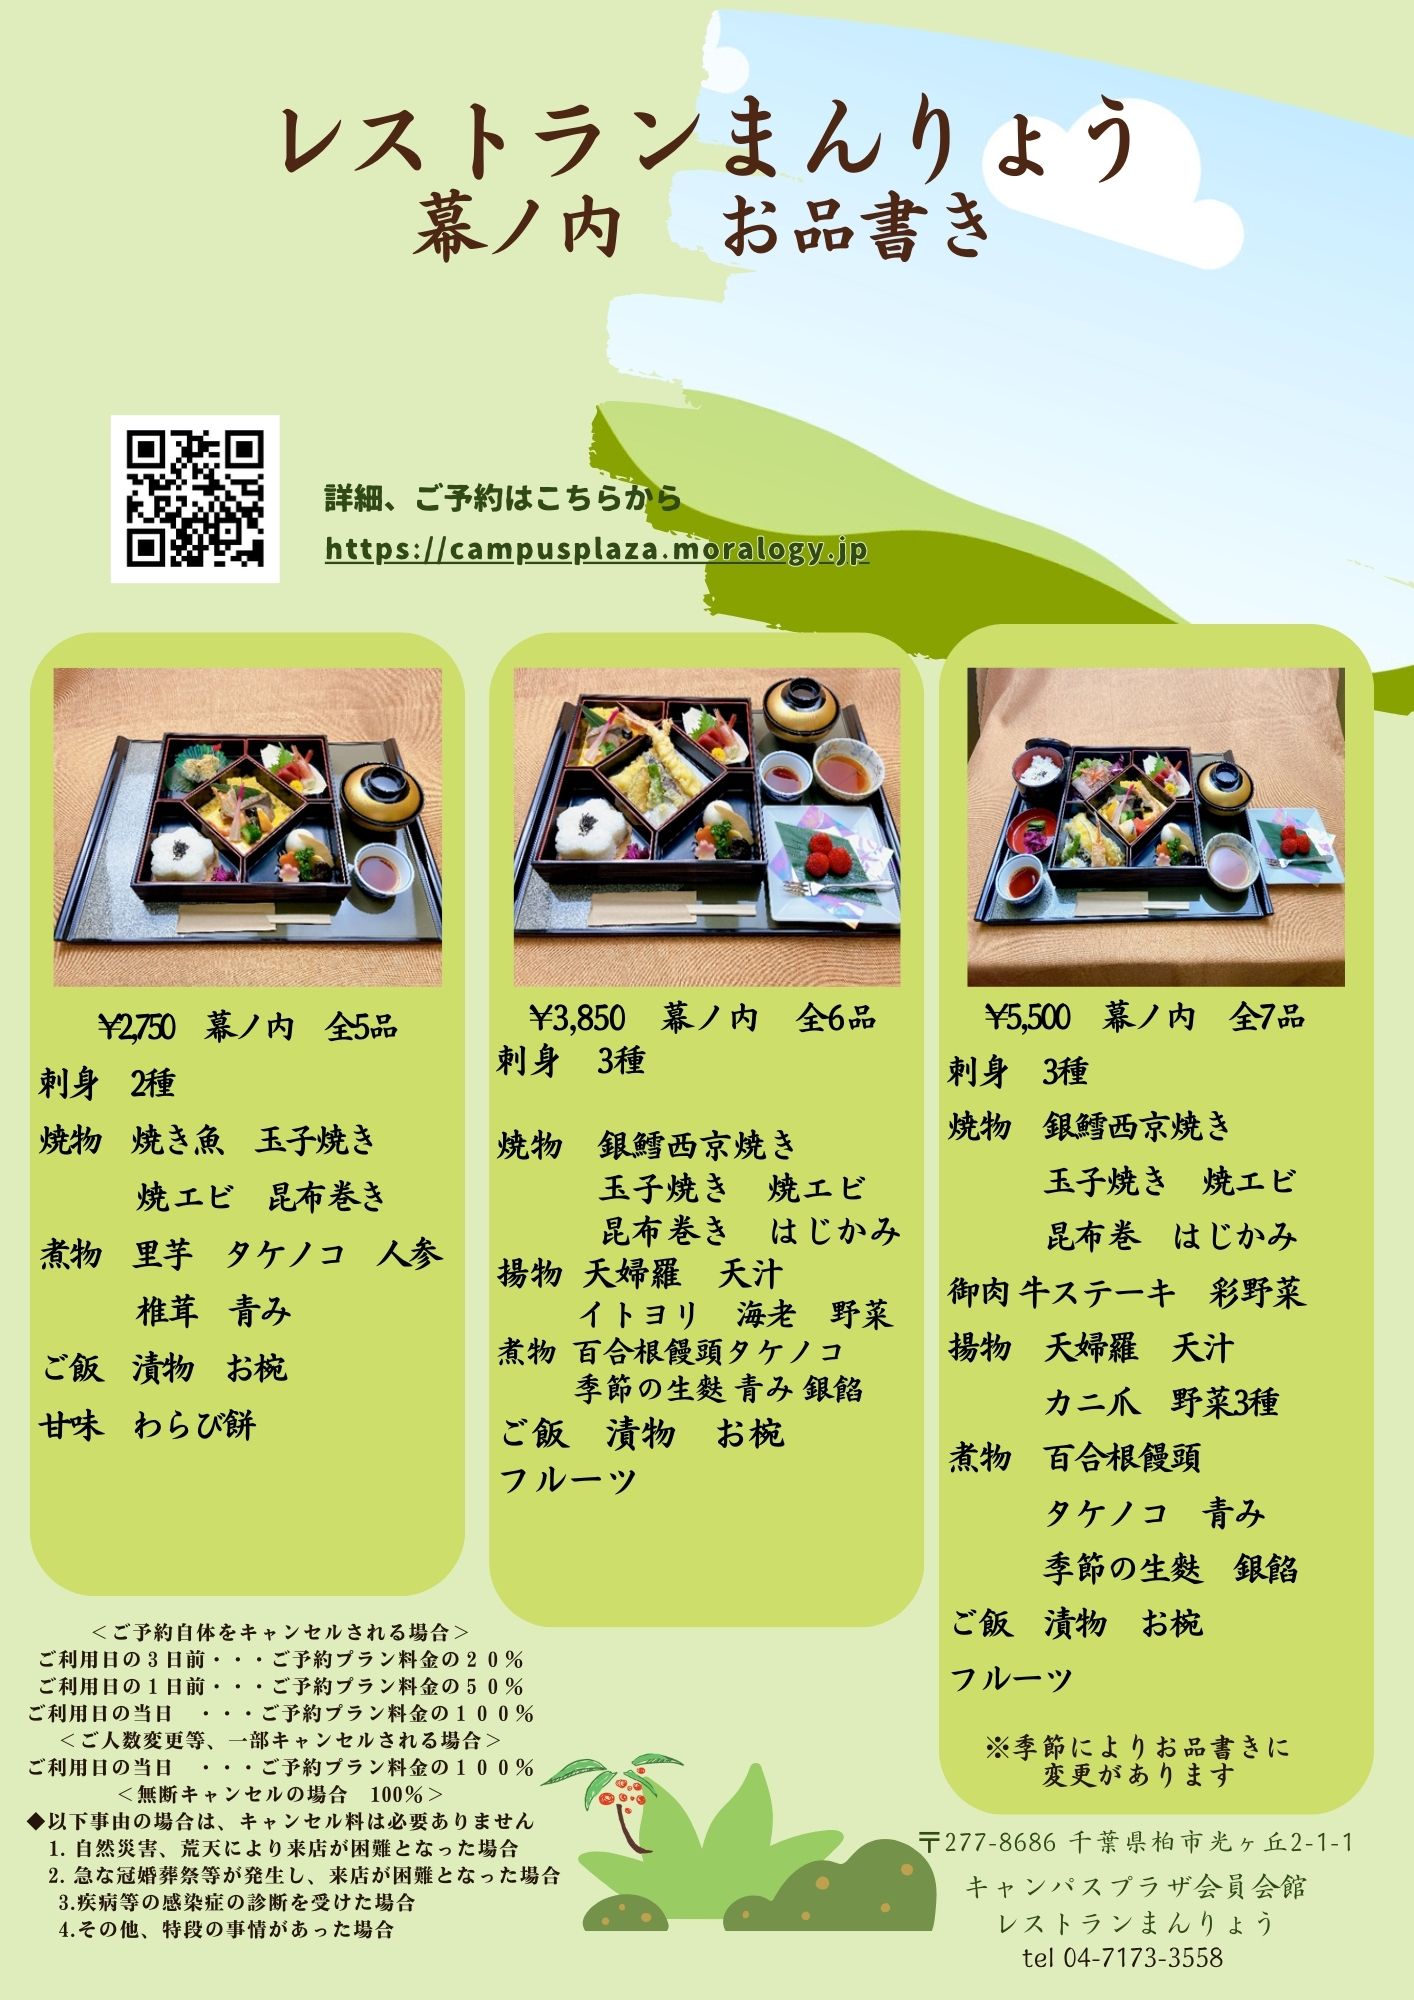 レストランまんりょう
幕ノ内　お品書き
詳細、ご予約はこちらから
https://campusplaza.moralogy.jp
¥2,750　幕ノ内　全5品
刺身　2種
焼物　焼き魚　玉子焼き
焼エビ　昆布巻き
煮物　里芋　タケノコ　人参
椎茸　青み
ご飯　漬物　お椀
甘味　わらび餅
¥3,850　幕ノ内　全6品
刺身　3種
焼物　銀鱈西京焼き
玉子焼き　焼エビ
昆布巻き　はじかみ
揚物　天婦羅　天汁
イトヨリ　海老　野菜
煮物　百合根饅頭タケノコ
季節の生麩 青み 銀餡
ご飯　漬物　お椀
フルーツ
¥5,500　幕ノ内　全7品
刺身　3種
焼物　銀鱈西京焼き
玉子焼き　焼エビ
昆布巻　はじかみ
御肉 牛ステーキ　彩野菜
揚物　天婦羅　天汁
カニ爪　野菜3種
煮物　百合根饅頭
タケノコ　青み
季節の生麩　銀餡
ご飯　漬物　お椀
フルーツ
※季節によりお品書きに
変更があります
＜ご予約自体をキャンセルされる場合＞
ご利用日の３日前・・・ご予約プラン料金の２０％
ご利用日の１日前・・・ご予約プラン料金の５０％
ご利用日の当日　・・・ご予約プラン料金の１００％
＜ご人数変更等、一部キャンセルされる場合＞
ご利用日の当日　・・・ご予約プラン料金の１００％
＜無断キャンセルの場合　100％＞
◆以下事由の場合は、キャンセル料は必要ありません
1. 自然災害、荒天により来店が困難となった場合
2. 急な冠婚葬祭等が発生し、来店が困難となった場合
3.疾病等の感染症の診断を受けた場合
4.その他、特段の事情があった場合
〒277-8686 千葉県柏市光ヶ丘2-1-1
キャンパスプラザ会員会館
レストランまんりょう
tel 04-7173-3558